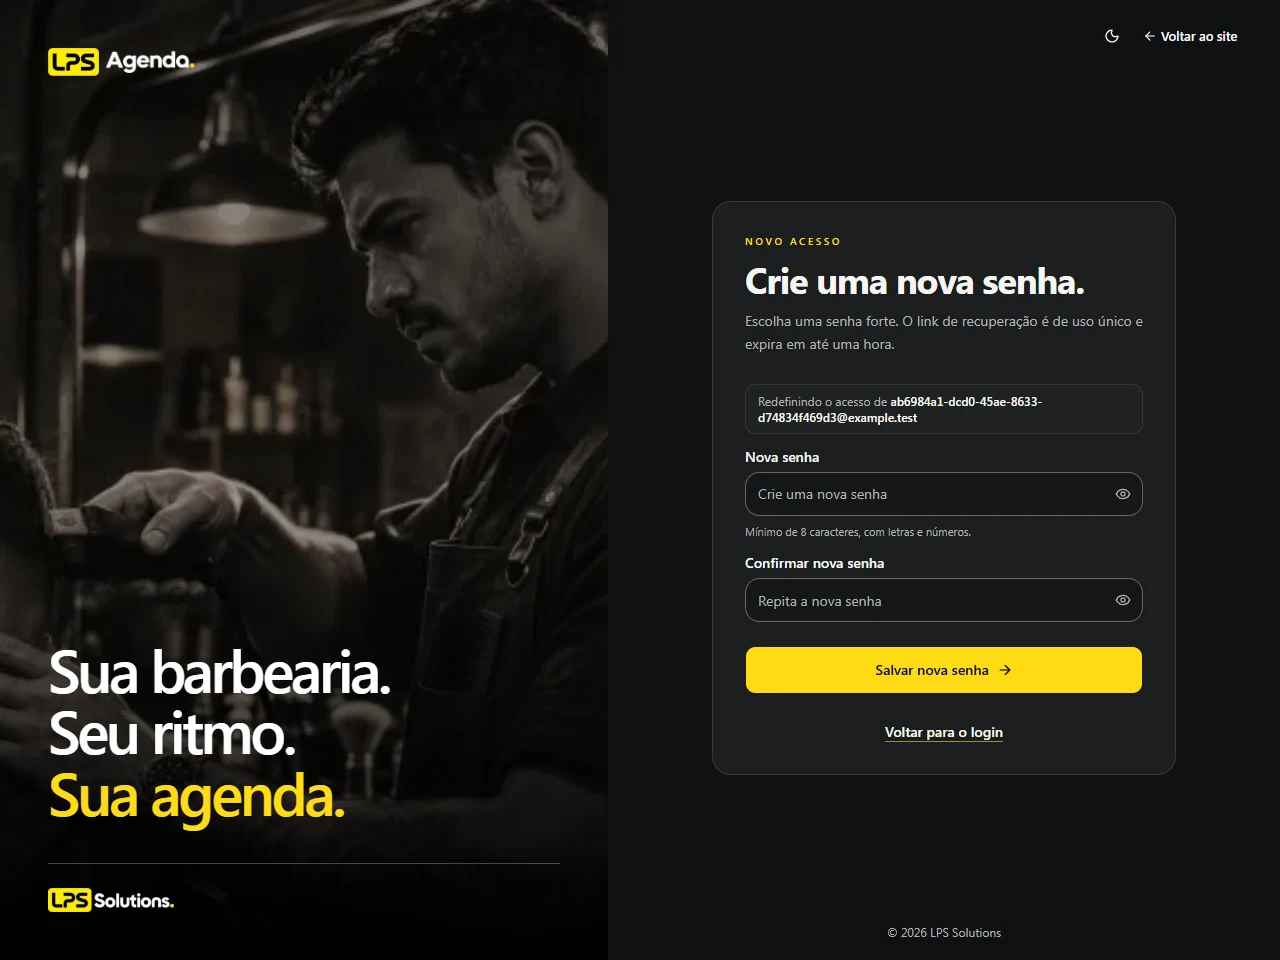 LPS Agenda.
Voltar ao site
NOVO ACESSO
Crie uma nova senha.
Escolha uma senha forte. O link de recuperação é de uso único e
expira em até uma hora.
Redefinindo o acesso de ab6984a1-dcd0-45ae-8633-
d74834f469d3@example.test
Nova senha
Crie uma nova senha
Mínimo de 8 caracteres, com letras e números.
Confirmar nova senha
Repita a nova senha
Salvar nova senha
Voltar para o login
Sua barbearia.
Seu ritmo.
Sua agenda.
LPS Solutions.
© 2026 LPS Solutions